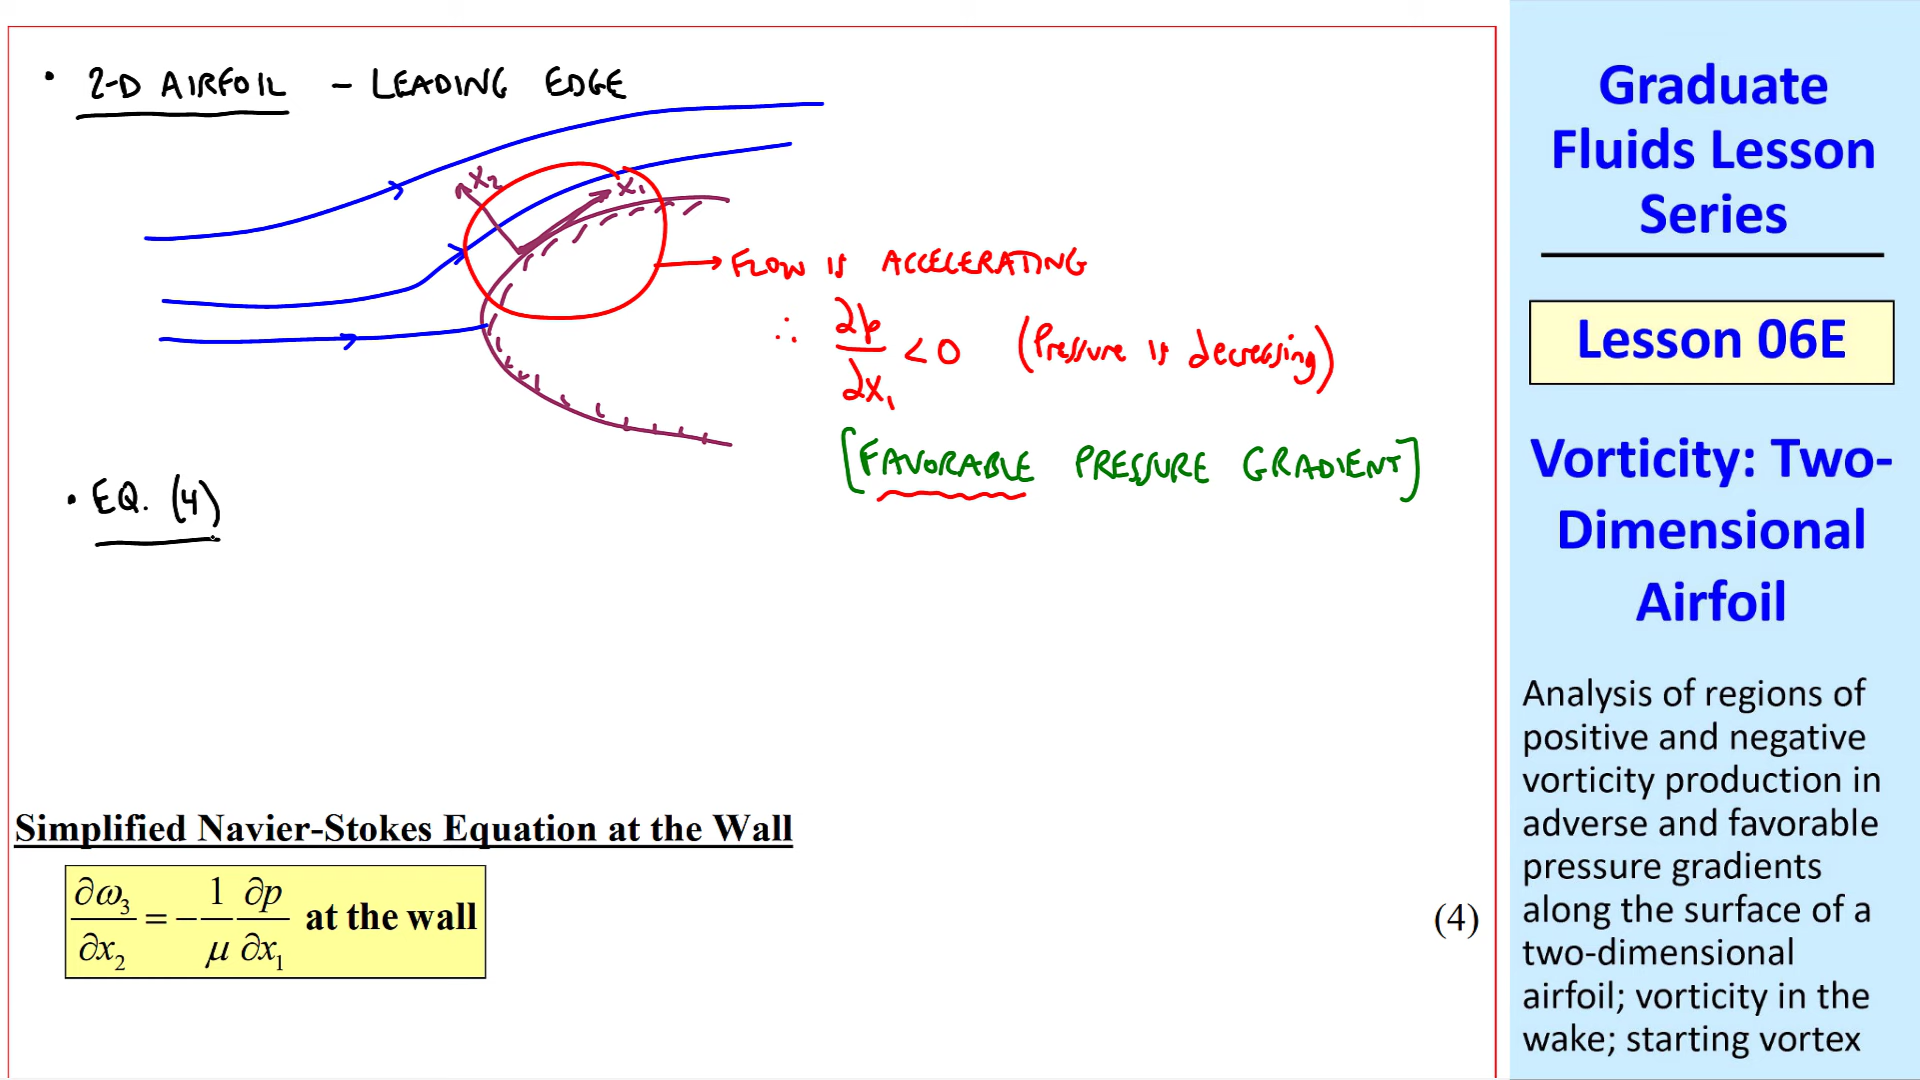 • 2-D AIRFOIL – LEADING EDGE
x₂
x₁
FLOW IS ACCELERATING
∴ ∂p/∂x₁ < 0 (Pressure is decreasing)
[FAVORABLE PRESSURE GRADIENT]
• EQ. (4)
Simplified Navier-Stokes Equation at the Wall
∂ω₃/∂x₂ = −1/μ ∂p/∂x₁ at the wall
(4)
Graduate
Fluids Lesson
Series
Lesson 06E
Vorticity: Two-
Dimensional
Airfoil
Analysis of regions of
positive and negative
vorticity production in
adverse and favorable
pressure gradients
along the surface of a
two-dimensional
airfoil; vorticity in the
wake; starting vortex